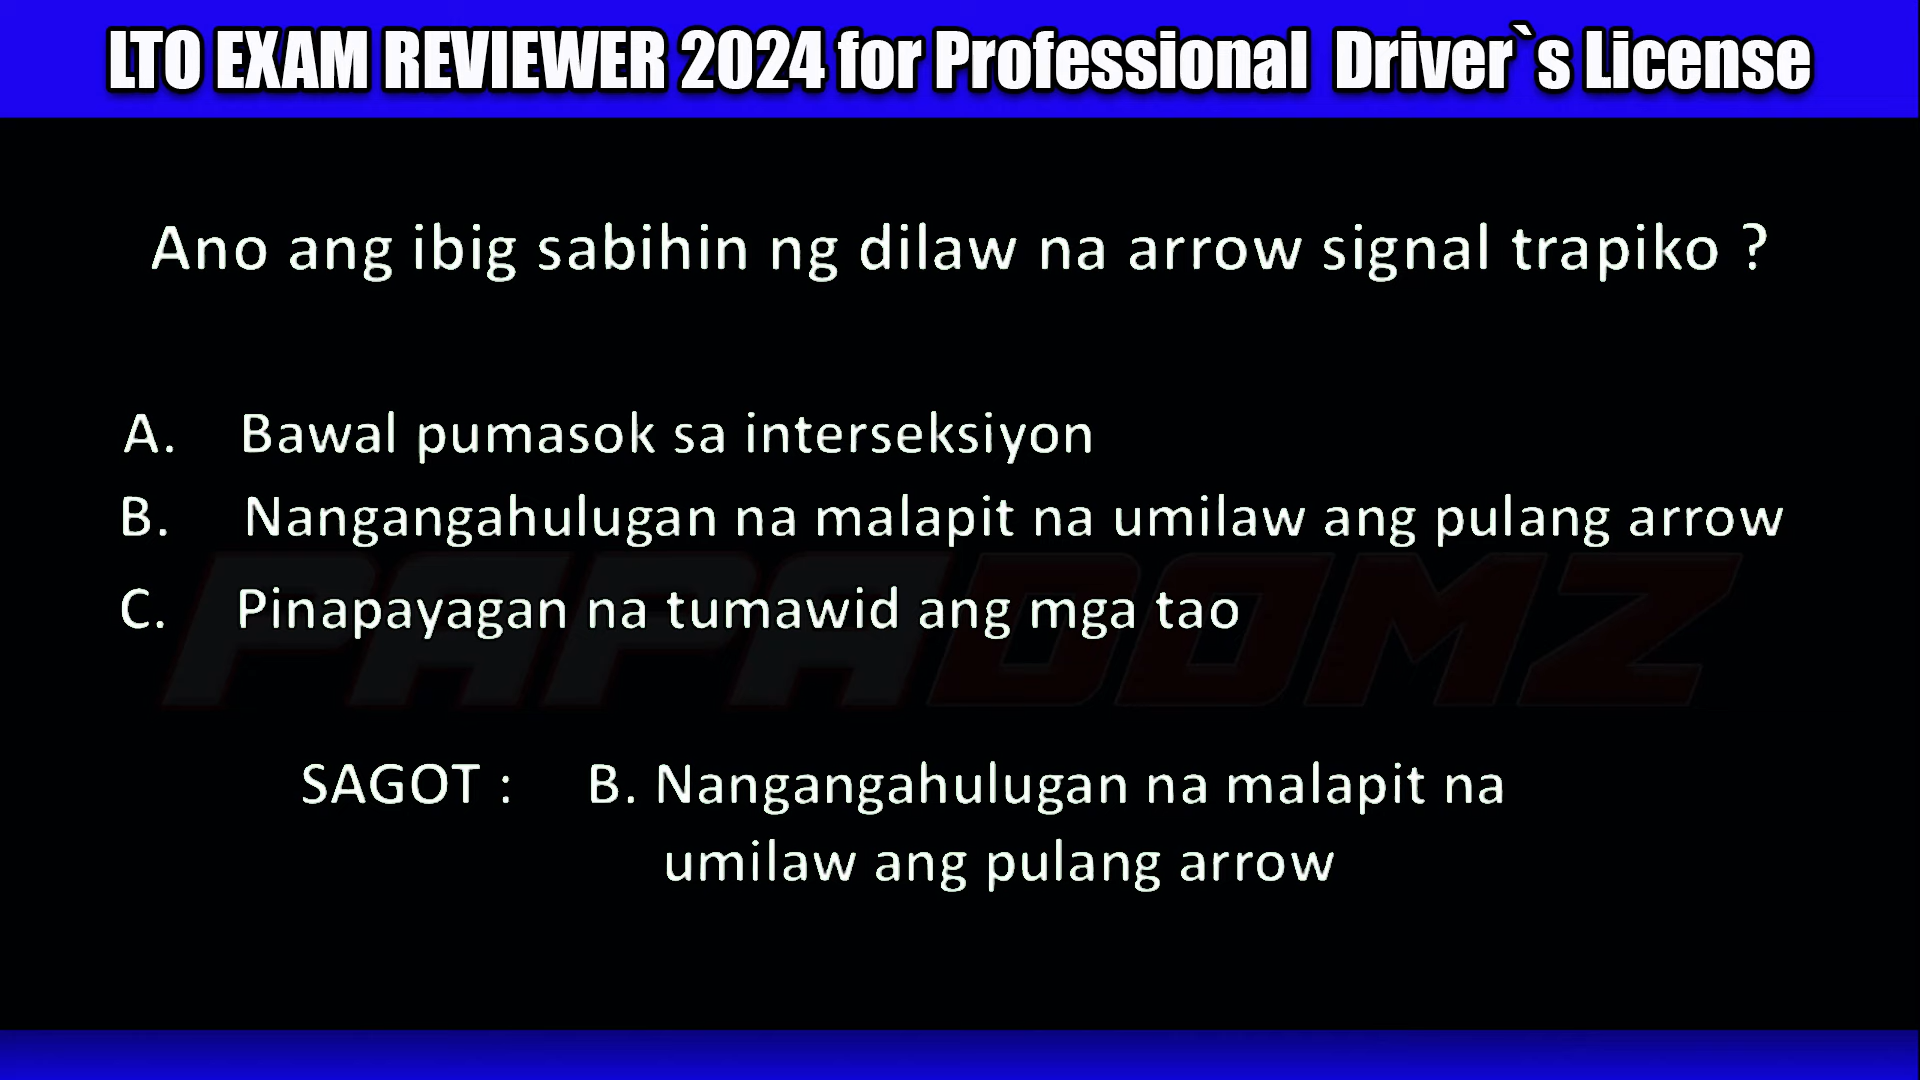 LTO EXAM REVIEWER 2024 for Professional Driver`s License
Ano ang ibig sabihin ng dilaw na arrow signal trapiko ?
A. Bawal pumasok sa interseksiyon
B. Nangangahulugan na malapit na umilaw ang pulang arrow
C. Pinapayagan na tumawid ang mga tao
PAPADOMZ
SAGOT : B. Nangangahulugan na malapit na
umilaw ang pulang arrow